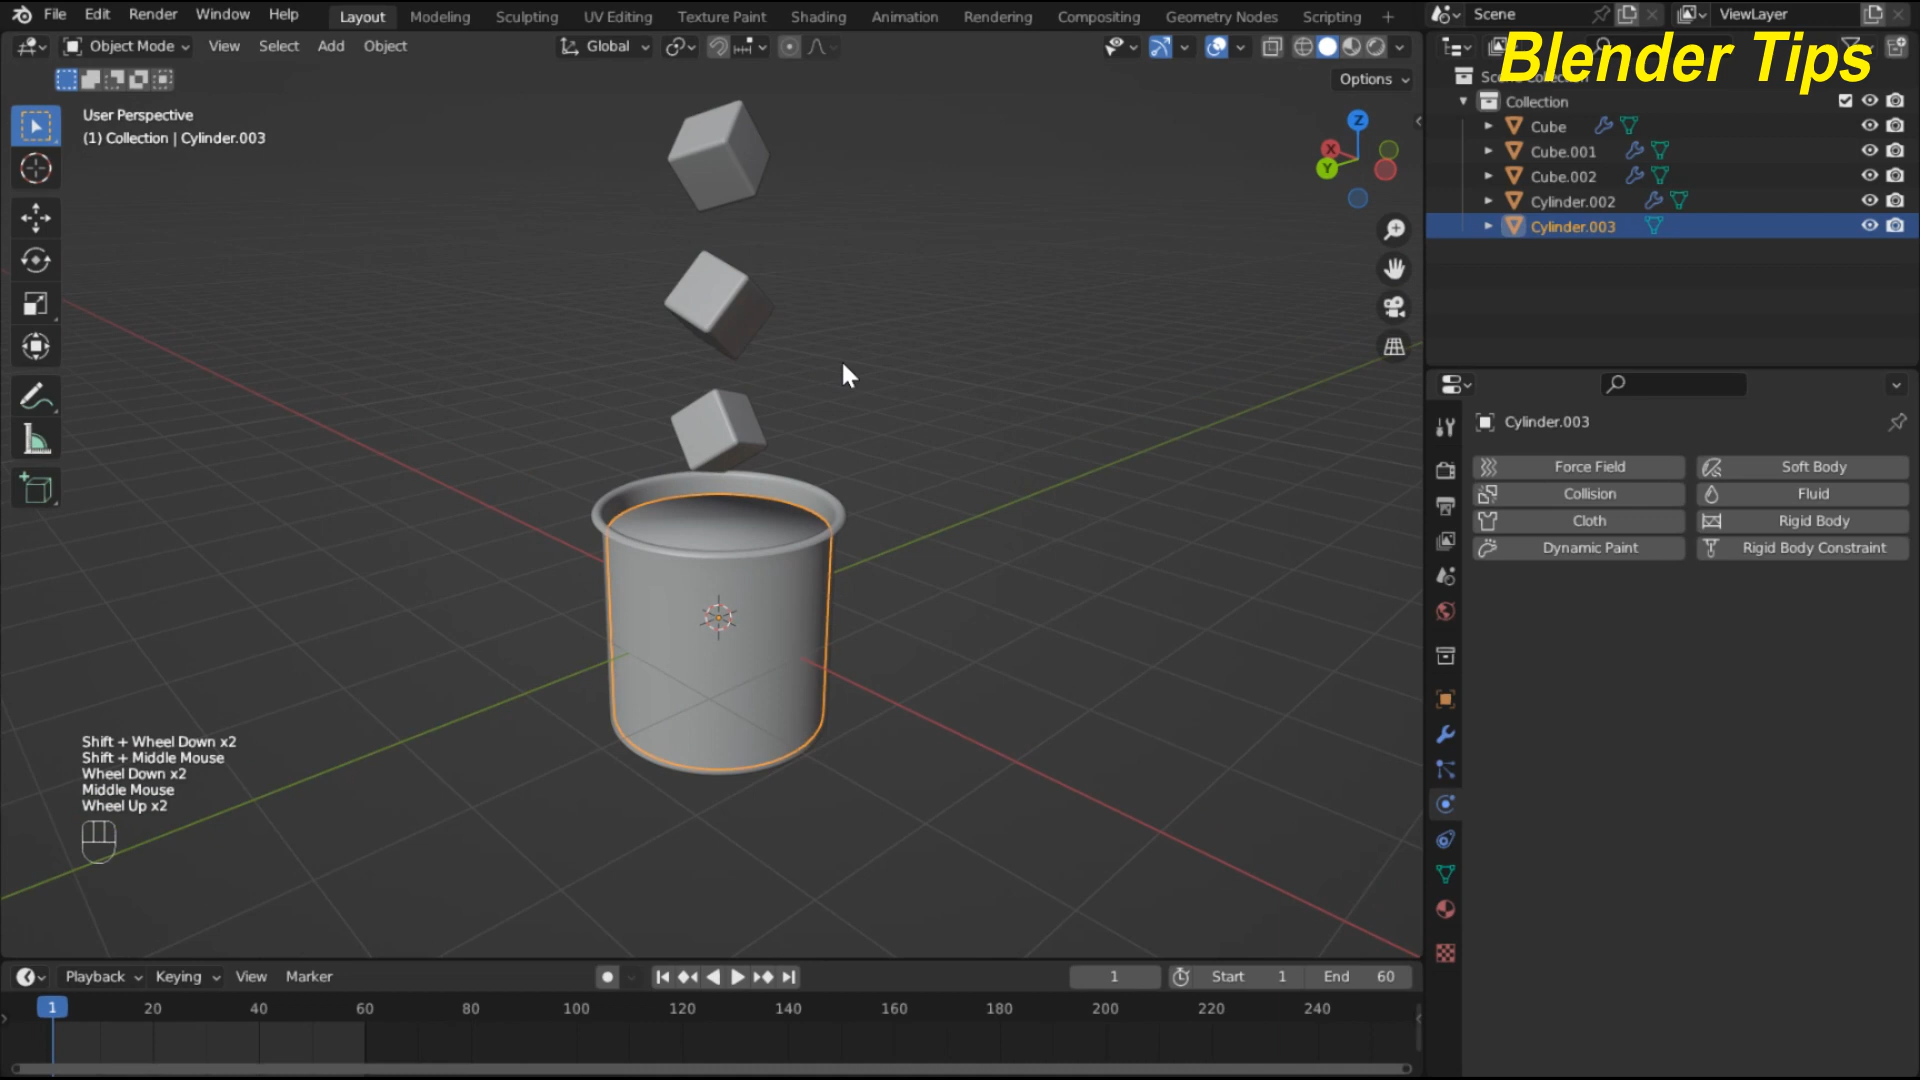 File Edit Render Window Help Layout Modeling Sculpting UV Editing Texture Paint Shading Animation Rendering Compositing Geometry Nodes Scripting + Scene ViewLayer
Object Mode View Select Add Object Global
Blender Tips
Options
User Perspective
(1) Collection | Cylinder.003
X
Y
Z
Collection
Cube
Cube.001
Cube.002
Cylinder.002
Cylinder.003
Cylinder.003
Force Field Soft Body
Collision Fluid
Cloth Rigid Body
Dynamic Paint Rigid Body Constraint
Shift + Wheel Down x2
Shift + Middle Mouse
Wheel Down x2
Middle Mouse
Wheel Up x2
Playback Keying View Marker 1 Start 1 End 60
1 20 40 60 80 100 120 140 160 180 200 220 240